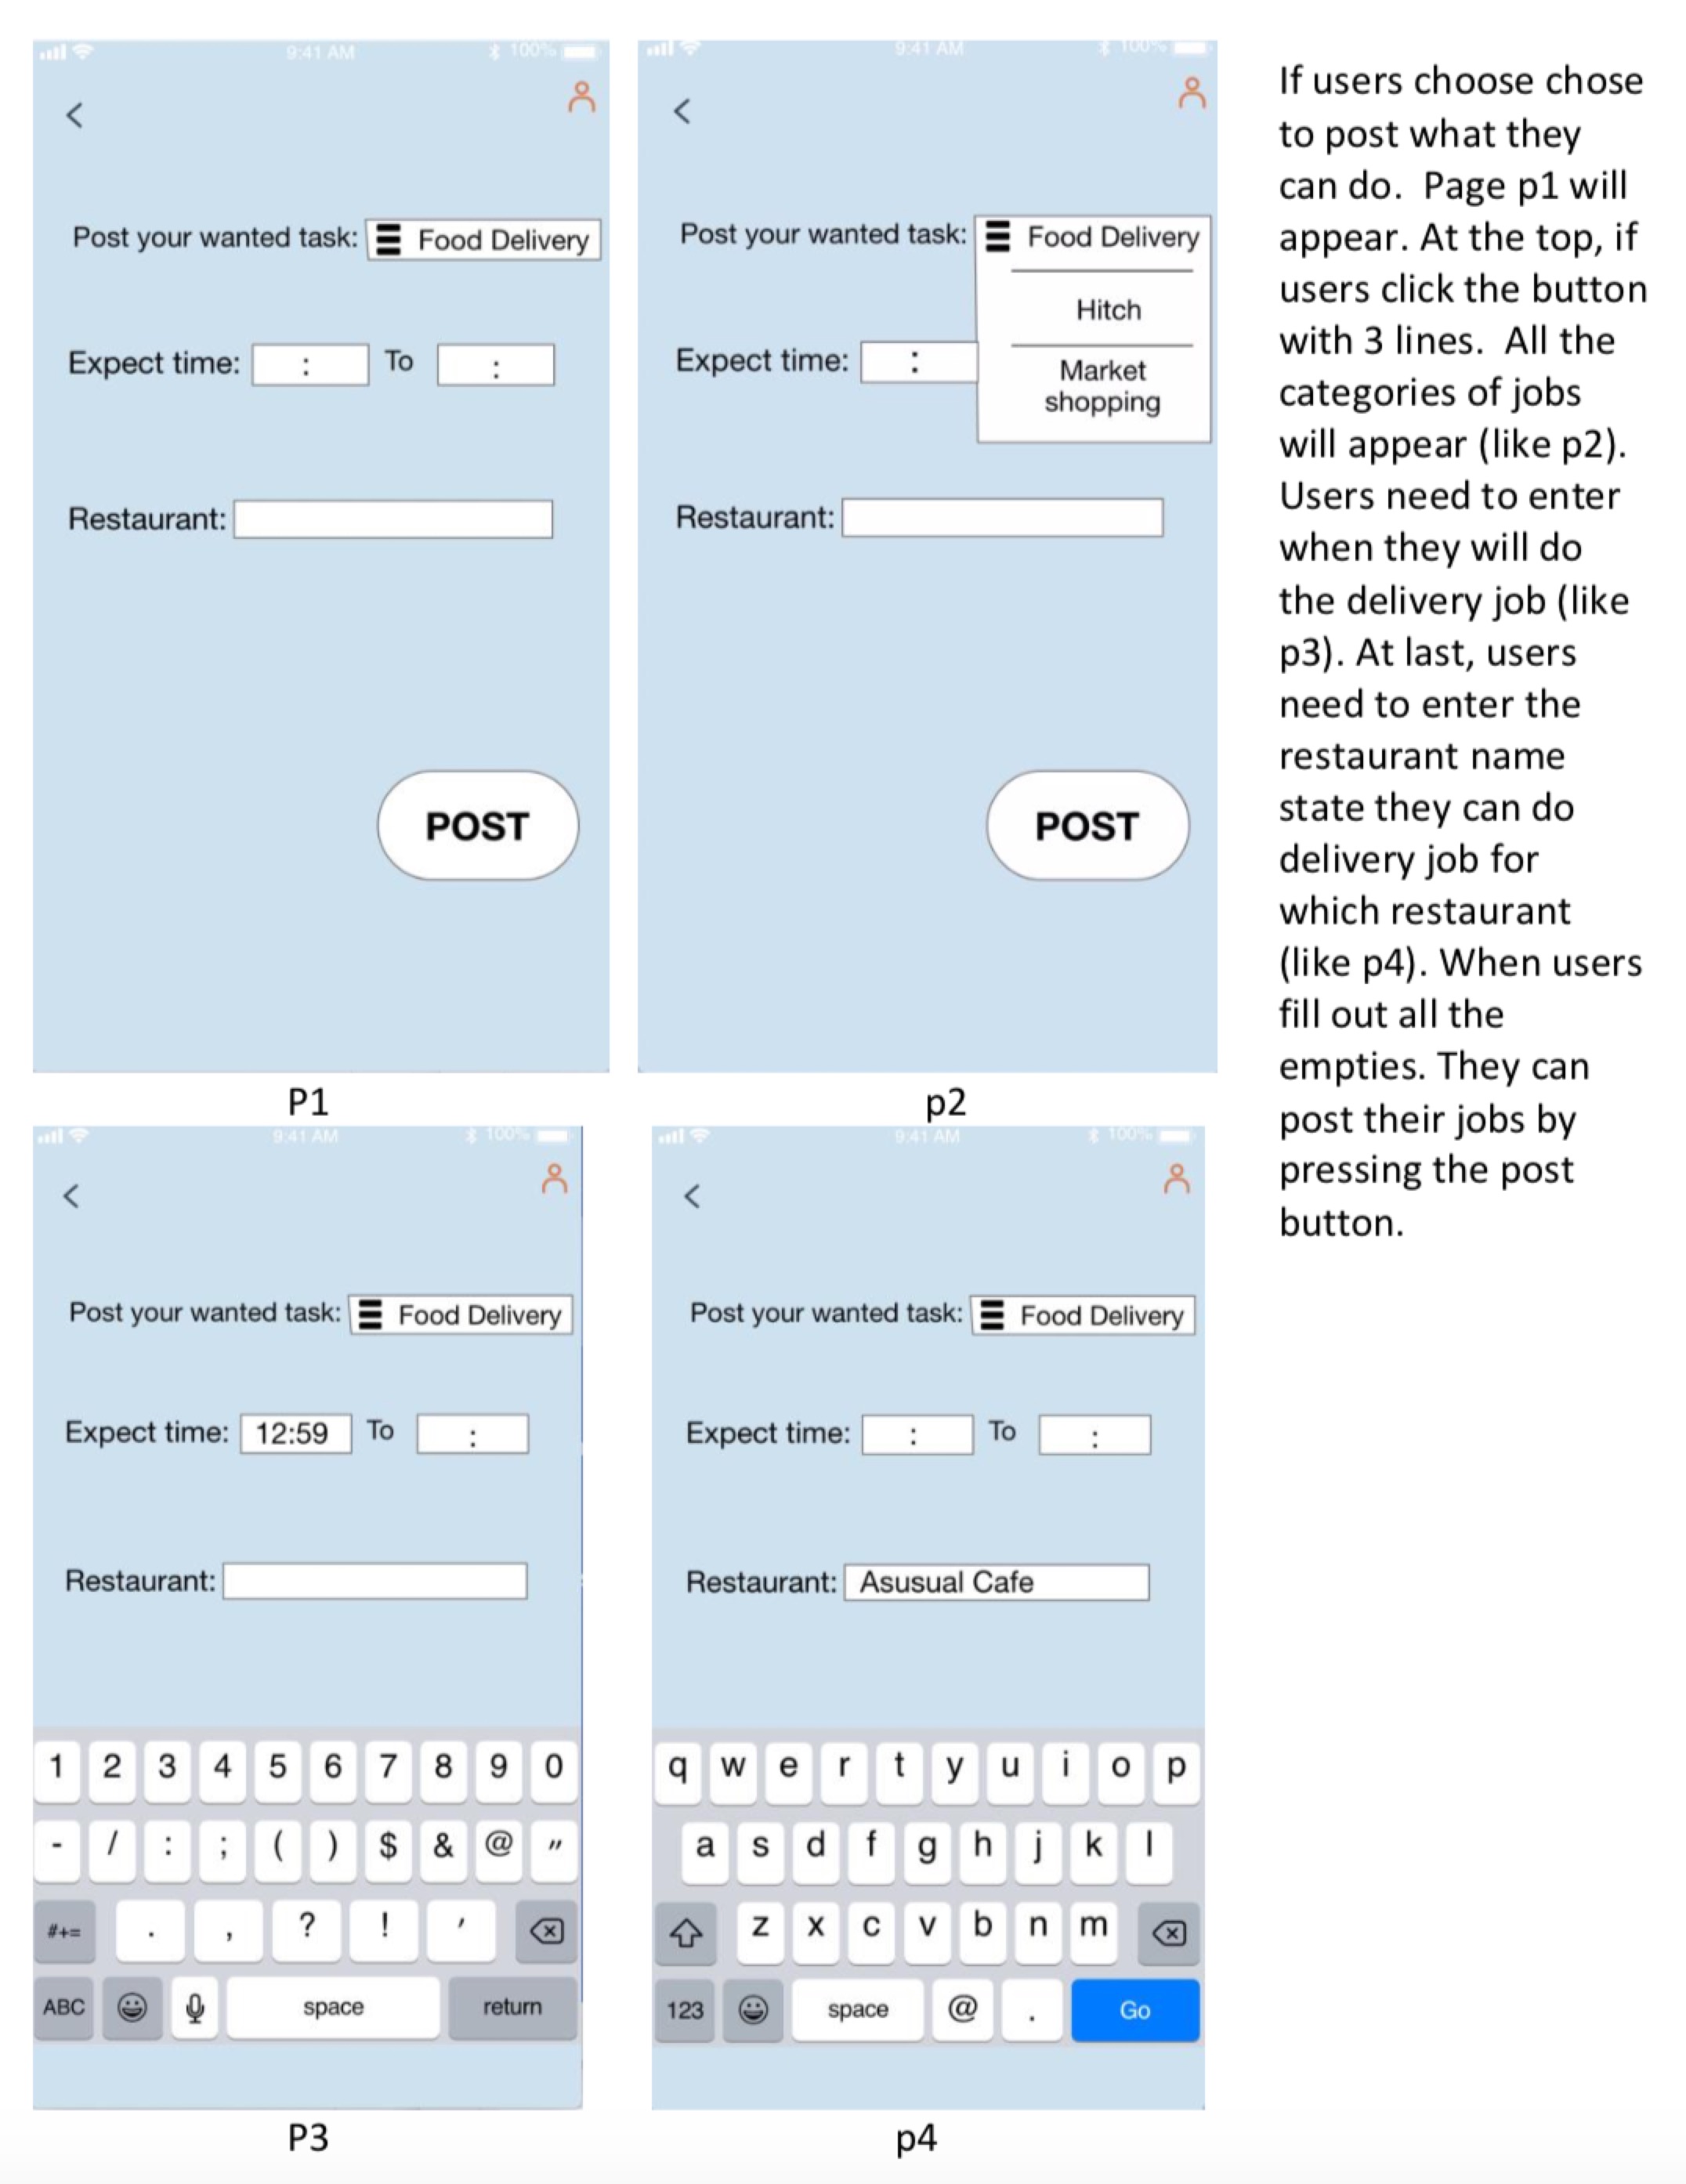 9:41 AM 100%
<
Post your wanted task: Food Delivery
Expect time: : To :
Restaurant:
POST
P1
9:41 AM 100%
<
Post your wanted task: Food Delivery
Hitch
Expect time: :
Market
shopping
Restaurant:
POST
p2
If users choose chose
to post what they
can do. Page p1 will
appear. At the top, if
users click the button
with 3 lines. All the
categories of jobs
will appear (like p2).
Users need to enter
when they will do
the delivery job (like
p3). At last, users
need to enter the
restaurant name
state they can do
delivery job for
which restaurant
(like p4). When users
fill out all the
empties. They can
post their jobs by
pressing the post
button.
9:41 AM 100%
<
Post your wanted task: Food Delivery
Expect time: 12:59 To :
Restaurant:
1 2 3 4 5 6 7 8 9 0
- / : ; ( ) $ & @ "
#+= . , ? ! '
ABC space return
P3
9:41 AM 100%
<
Post your wanted task: Food Delivery
Expect time: : To :
Restaurant: Asusual Cafe
q w e r t y u i o p
a s d f g h j k l
z x c v b n m
123 space @ . Go
p4